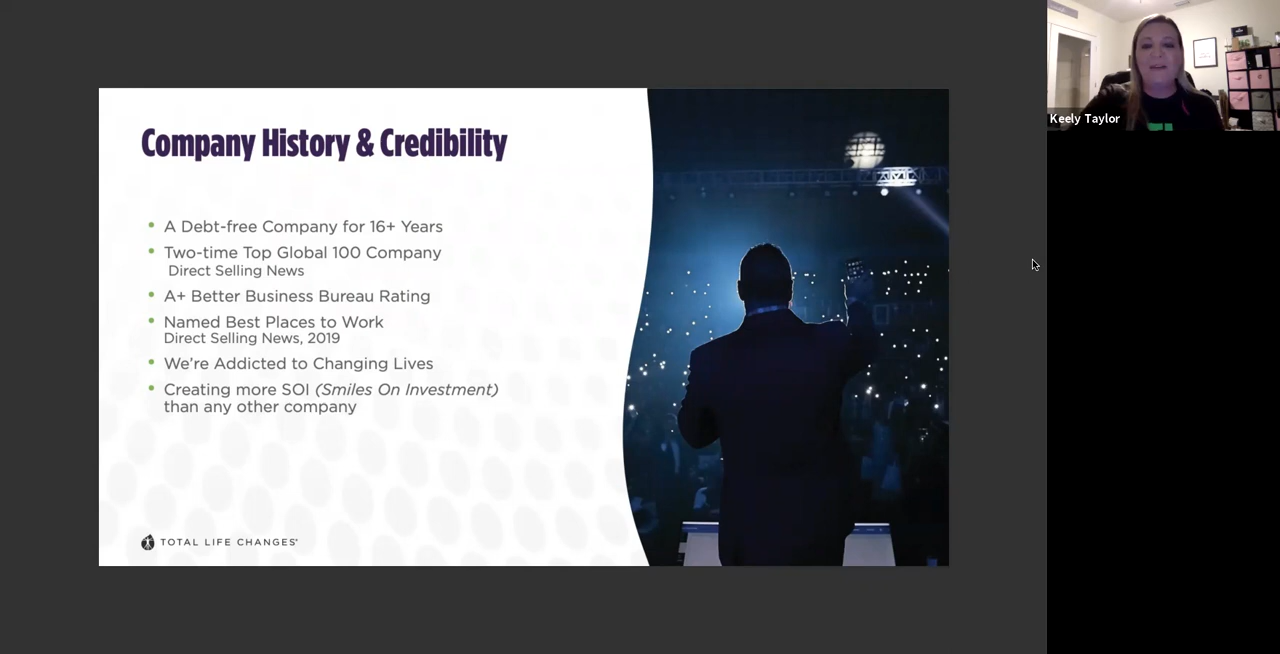 Company History & Credibility
• A Debt-free Company for 16+ Years
• Two-time Top Global 100 Company
Direct Selling News
• A+ Better Business Bureau Rating
• Named Best Places to Work
Direct Selling News, 2019
• We're Addicted to Changing Lives
• Creating more SOI (Smiles On Investment)
than any other company
TOTAL LIFE CHANGES®
Keely Taylor